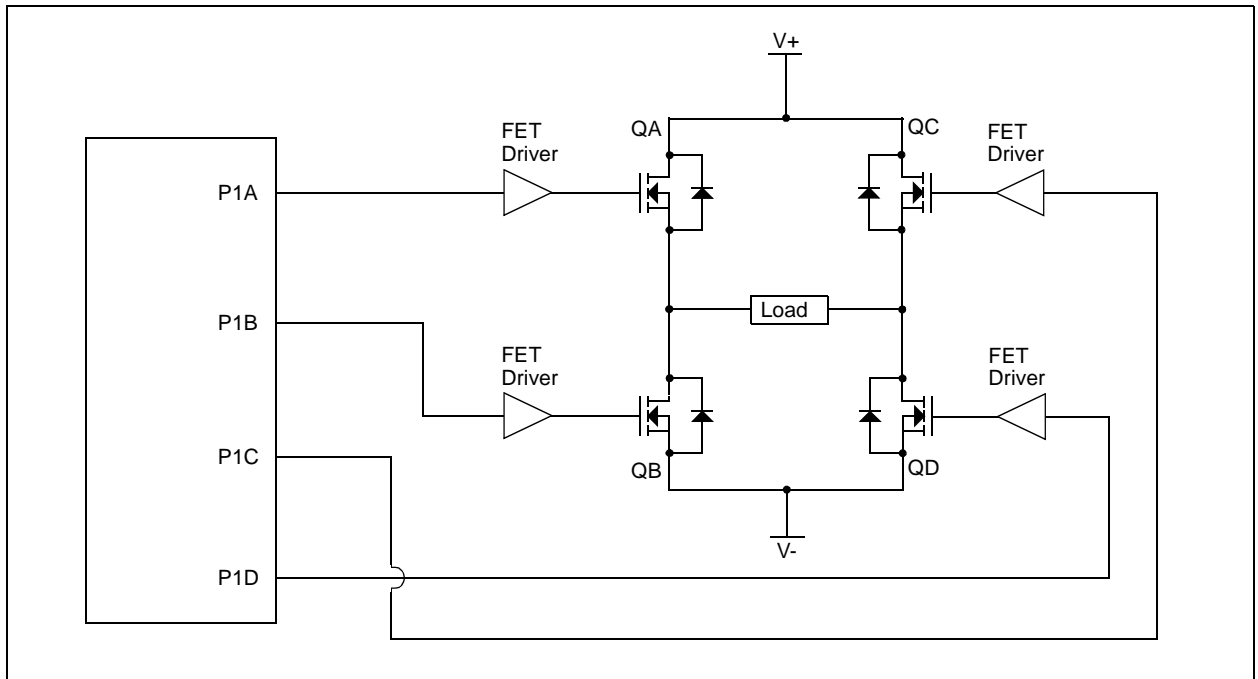 V+
FET
Driver
QA
QC
FET
Driver
P1A
Load
P1B
FET
Driver
FET
Driver
P1C
QB
QD
V-
P1D